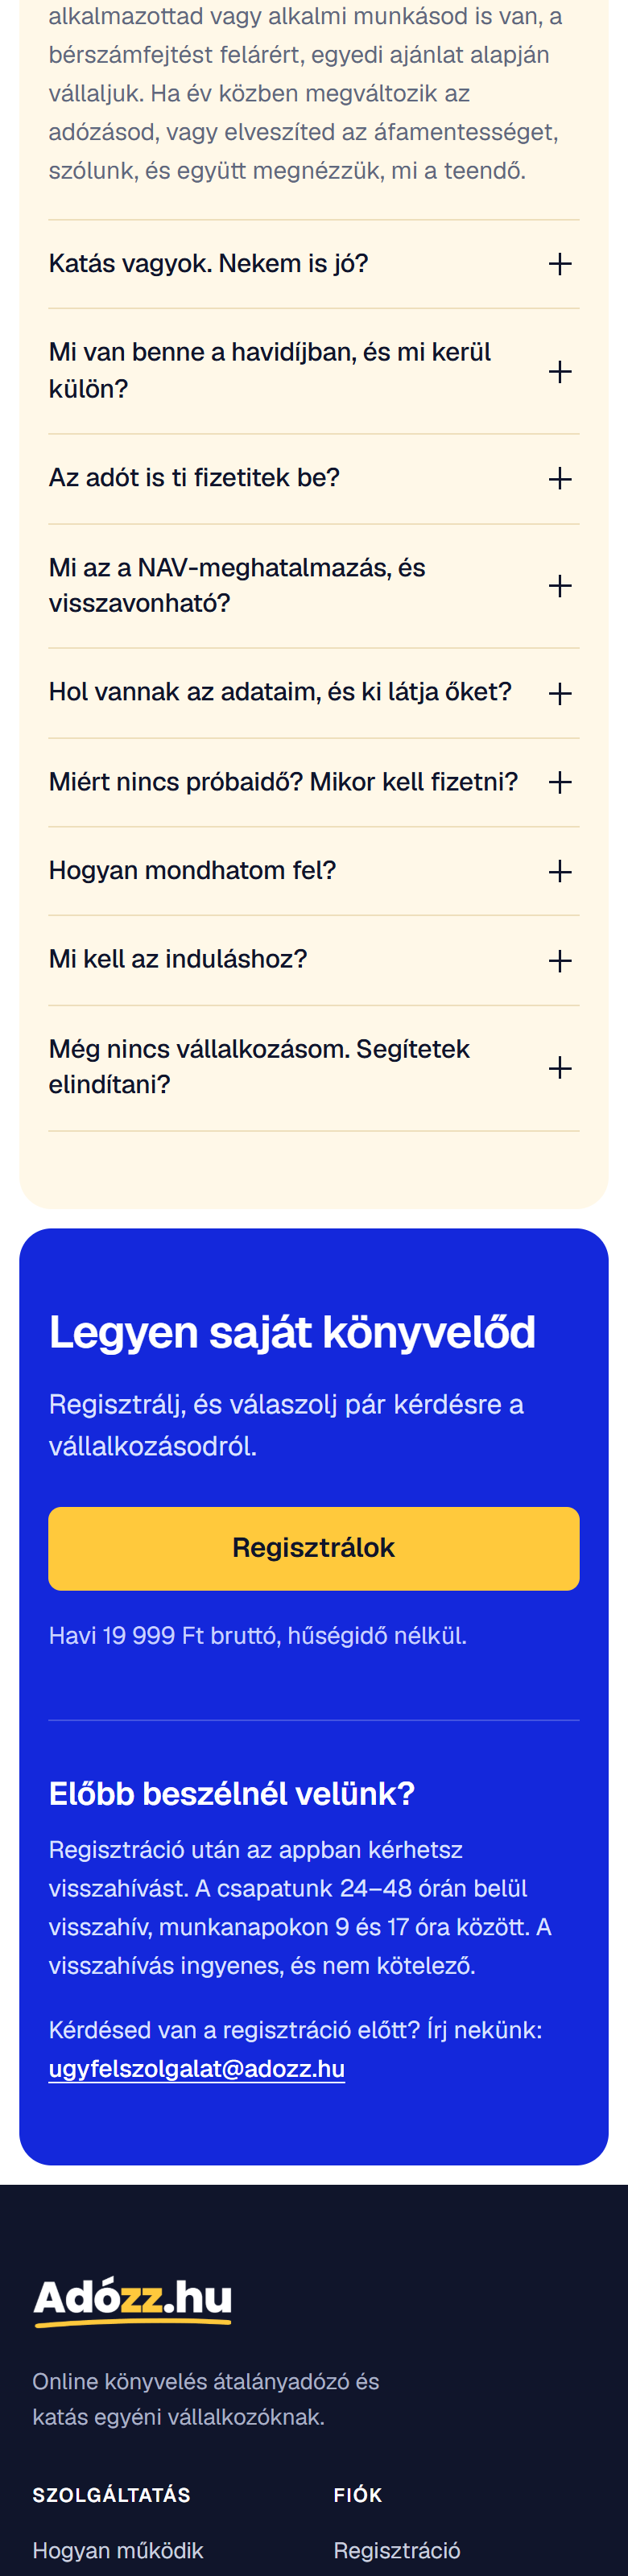 alkalmazottad vagy alkalmi munkásod is van, a
bérszámfejtést felárért, egyedi ajánlat alapján
vállaljuk. Ha év közben megváltozik az
adózásod, vagy elveszíted az áfamentességet,
szólunk, és együtt megnézzük, mi a teendő.
Katás vagyok. Nekem is jó?
Mi van benne a havidíjban, és mi kerül
külön?
Az adót is ti fizetitek be?
Mi az a NAV-meghatalmazás, és
visszavonható?
Hol vannak az adataim, és ki látja őket?
Miért nincs próbaidő? Mikor kell fizetni?
Hogyan mondhatom fel?
Mi kell az induláshoz?
Még nincs vállalkozásom. Segítetek
elindítani?
Legyen saját könyvelőd
Regisztrálj, és válaszolj pár kérdésre a
vállalkozásodról.
Regisztrálok
Havi 19 999 Ft bruttó, hűségidő nélkül.
Előbb beszélnél velünk?
Regisztráció után az appban kérhetsz
visszahívást. A csapatunk 24–48 órán belül
visszahív, munkanapokon 9 és 17 óra között. A
visszahívás ingyenes, és nem kötelező.
Kérdésed van a regisztráció előtt? Írj nekünk:
ugyfelszolgalat@adozz.hu
Adózz.hu
Online könyvelés átalányadózó és
katás egyéni vállalkozóknak.
SZOLGÁLTATÁS
FIÓK
Hogyan működik
Regisztráció